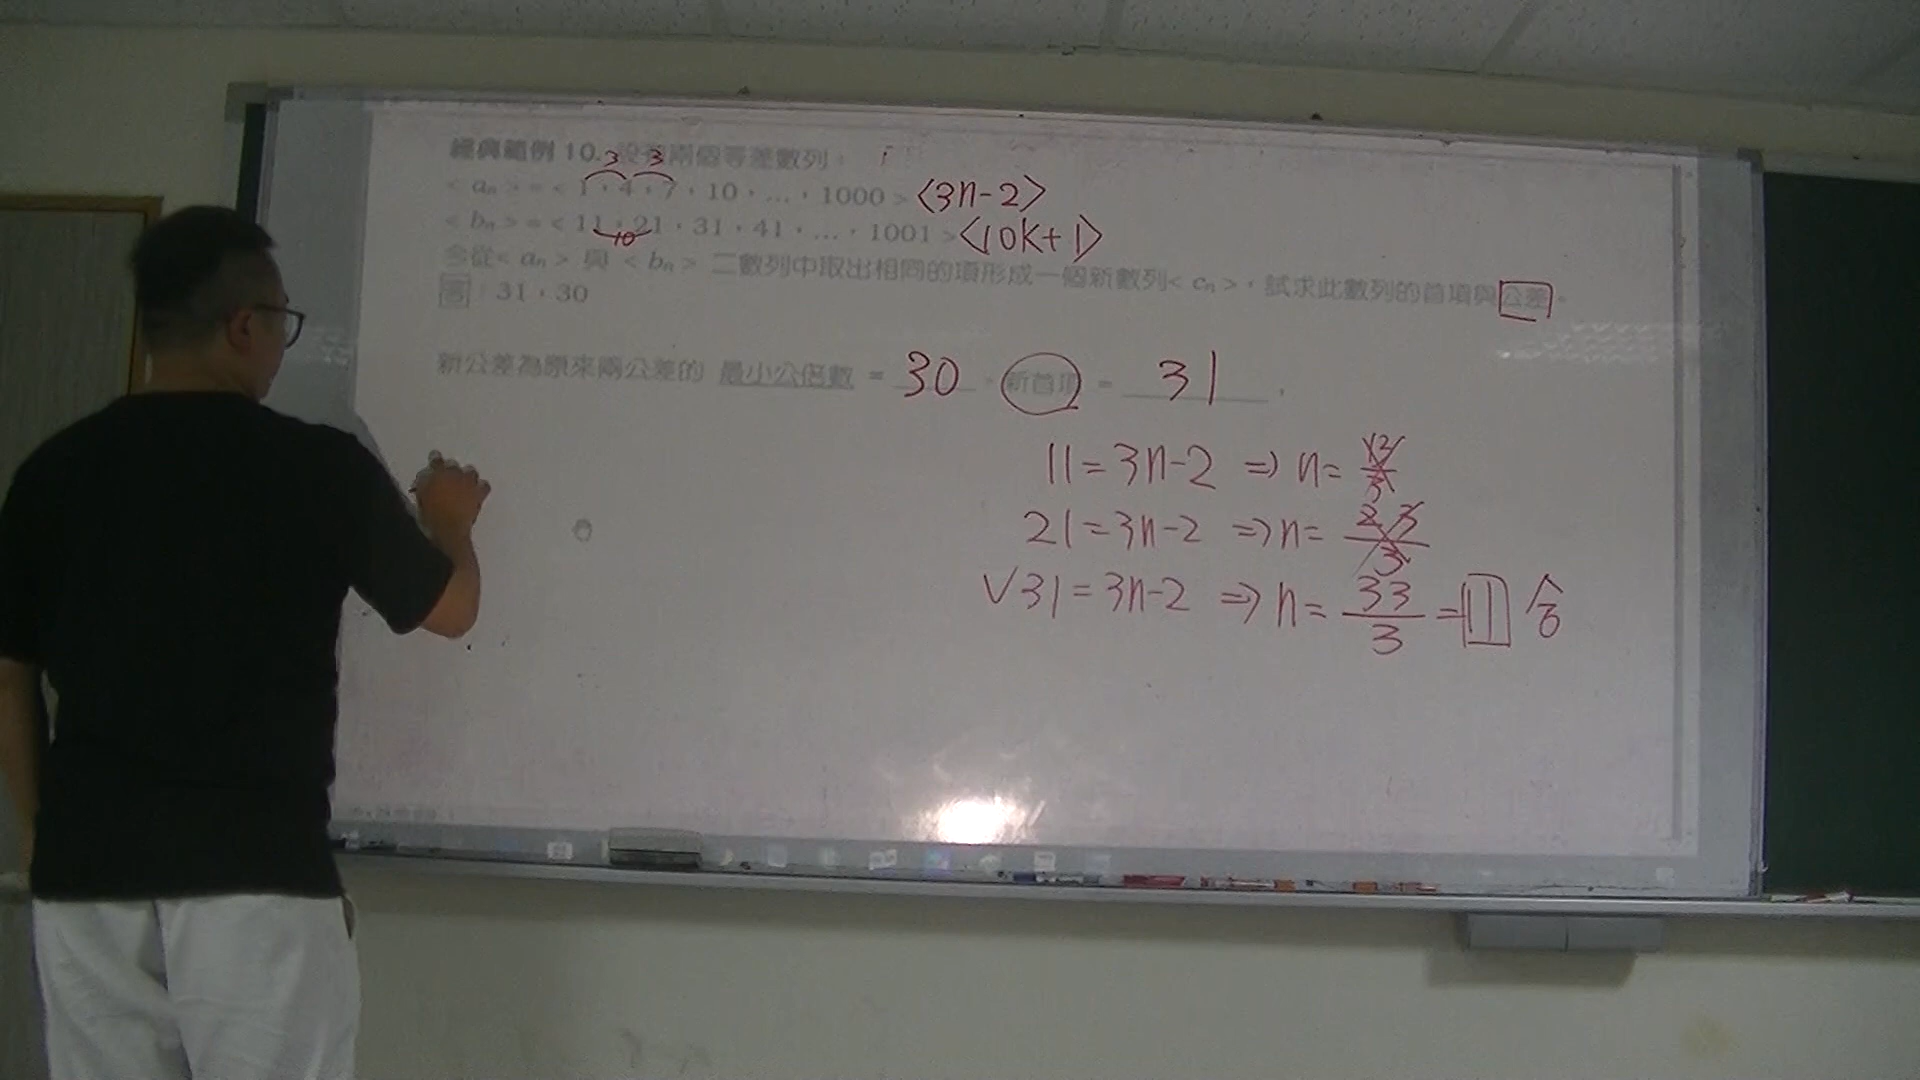 經典範例 10. 設有兩個等差數列:
3 3
< aₙ > = < 1,4,7,10,…,1000 > ⟨3n-2⟩
< bₙ > = < 11,21,31,41,…,1001 > ⟨10k+1⟩
10
今從< aₙ > 與 < bₙ > 二數列中取出相同的項形成一個新數列< cₙ >,試求此數列的首項與公差。
答:31,30
新公差為原來兩公差的 最小公倍數 = 30,新首項 = 31,
11=3n-2 ⇒ n= 13/3
21=3n-2 ⇒ n= 23/3
√31=3n-2 ⇒ n= 33/3 =11 合